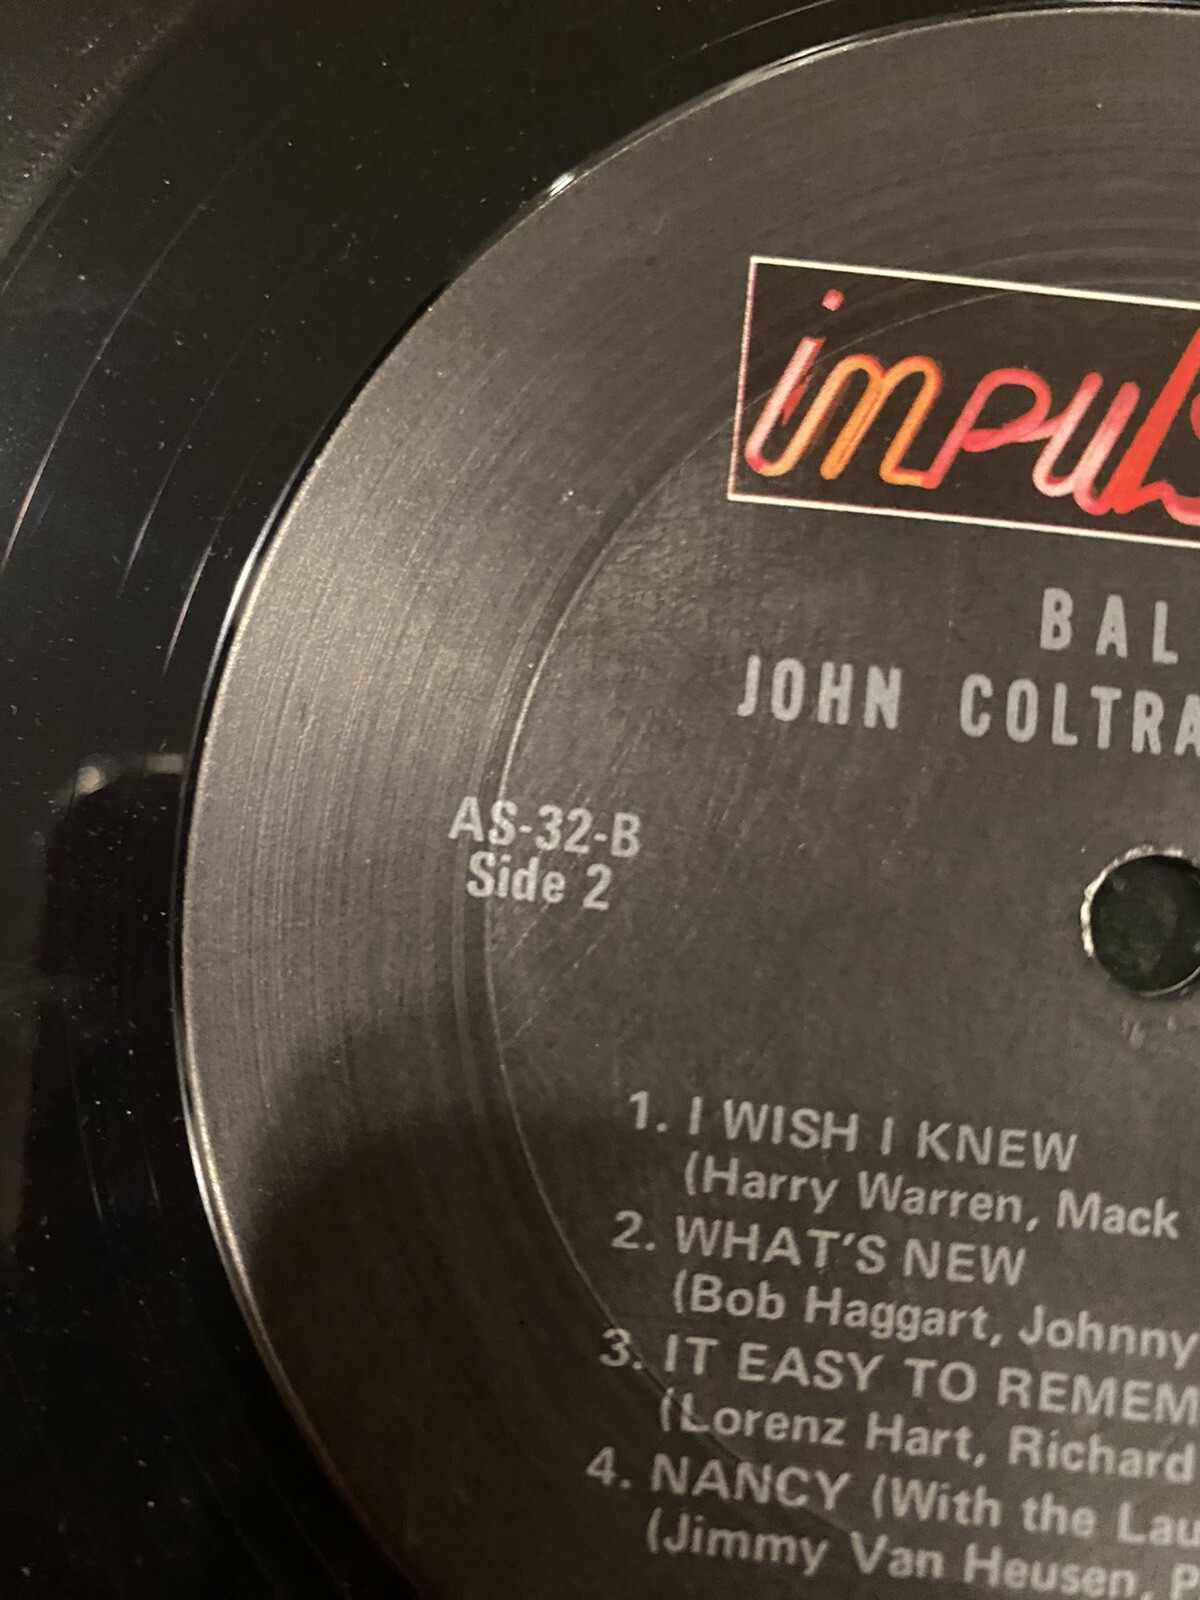 impuls
BAL
JOHN COLTRA
AS-32-B
Side 2
1. I WISH I KNEW
(Harry Warren, Mack
2. WHAT'S NEW
(Bob Haggart, Johnny
3. IT EASY TO REMEM
(Lorenz Hart, Richard
4. NANCY (With the Lau
(Jimmy Van Heusen, P